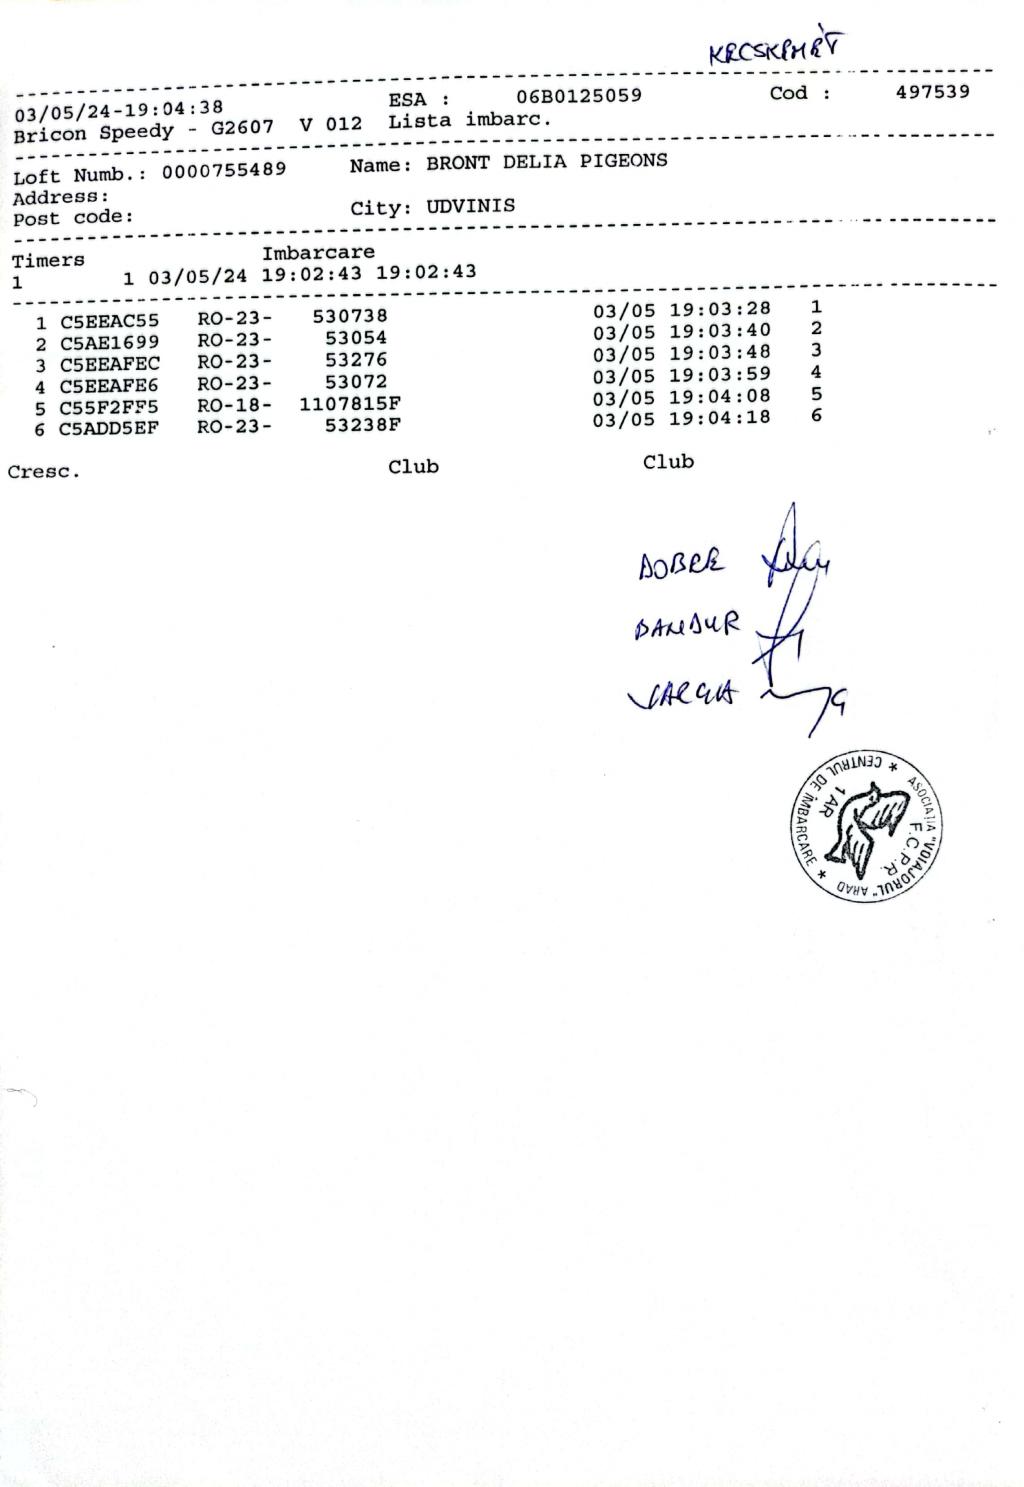 03/05/24-19:04:38 ESA : 06B0125059 Cod : 497539
Bricon Speedy - G2607 V 012 Lista imbarc.
Loft Numb.: 0000755489 Name: BRONT DELIA PIGEONS
Address:
Post code: City: UDVINIS
Timers Imbarcare
1 1 03/05/24 19:02:43 19:02:43
1 C5EEAC55 RO-23- 530738 03/05 19:03:28 1
2 C5AE1699 RO-23- 53054 03/05 19:03:40 2
3 C5EEAFEC RO-23- 53276 03/05 19:03:48 3
4 C5EEAFE6 RO-23- 53072 03/05 19:03:59 4
5 C55F2FF5 RO-18- 1107815F 03/05 19:04:08 5
6 C5ADD5EF RO-23- 53238F 03/05 19:04:18 6
Cresc. Club Club
DOBRE
BANDUR
VARGA
ASOCIAȚIA "VOIAJORUL" ARAD
* CENTRUL DE ÎMBARCARE *
F.C.P.R.
1 AR